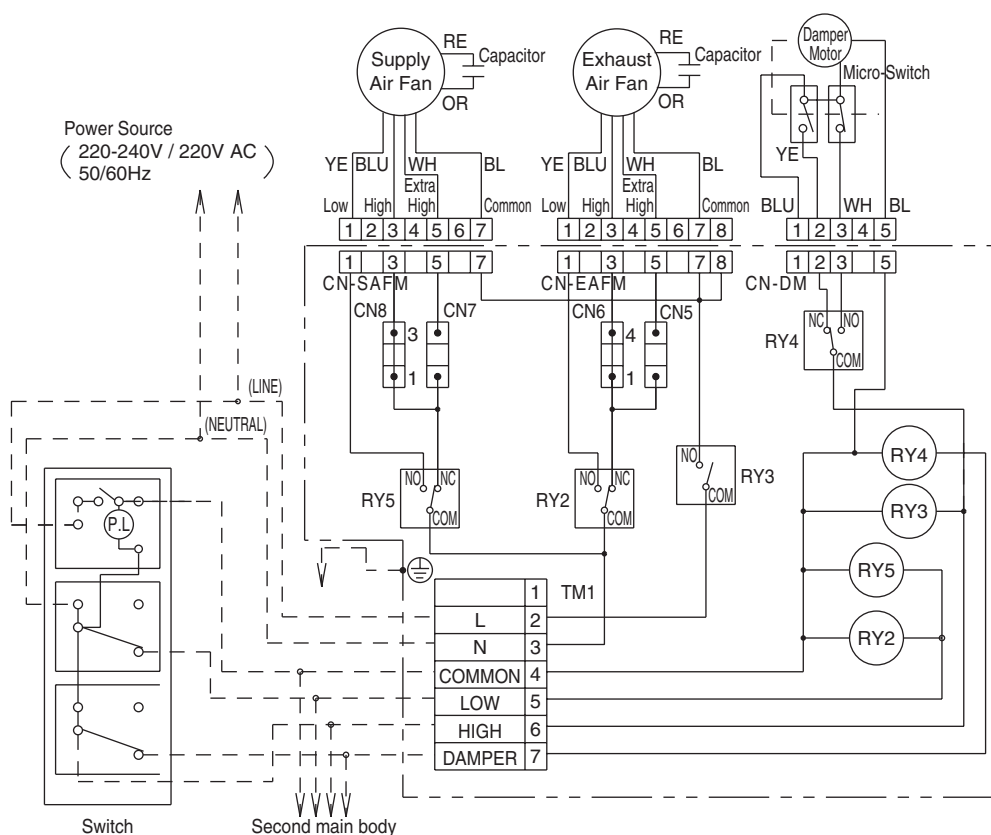 Power Source
220-240V / 220V AC
50/60Hz
Supply
Air Fan
RE
OR
Capacitor
Exhaust
Air Fan
RE
OR
Capacitor
Damper
Motor
Micro-Switch
YE BLU WH BL
Extra
Low High High Common
1 2 3 4 5 6 7
1 3 5 7
CN-SAFM
YE BLU WH BL
Extra
Low High High Common
1 2 3 4 5 6 7 8
1 3 5 7 8
CN-EAFM
YE
BLU WH BL
1 2 3 4 5
1 2 3 5
CN-DM
CN8 CN7
3
1
CN6 CN5
4
1
NC NO
RY4
COM
(LINE)
(NEUTRAL)
NO NC
RY5
COM
NO NC
RY2
COM
NO
RY3
COM
RY4
RY3
RY5
RY2
P.L
1 TM1
L 2
N 3
COMMON 4
LOW 5
HIGH 6
DAMPER 7
Switch
Second main body